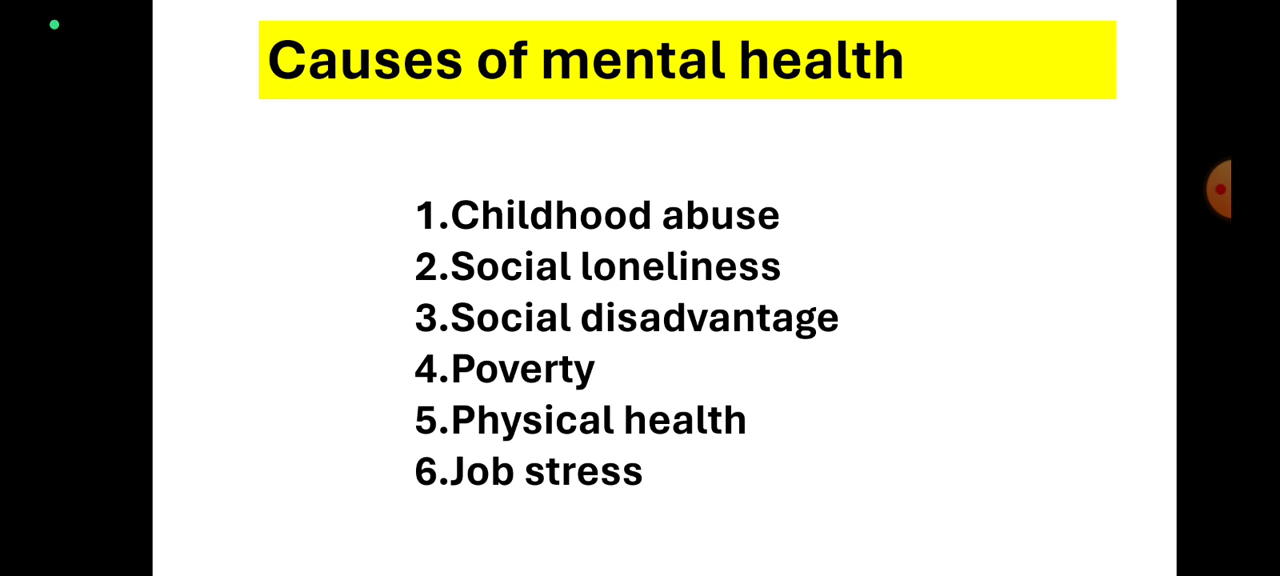 Causes of mental health
1.Childhood abuse
2.Social loneliness
3.Social disadvantage
4.Poverty
5.Physical health
6.Job stress